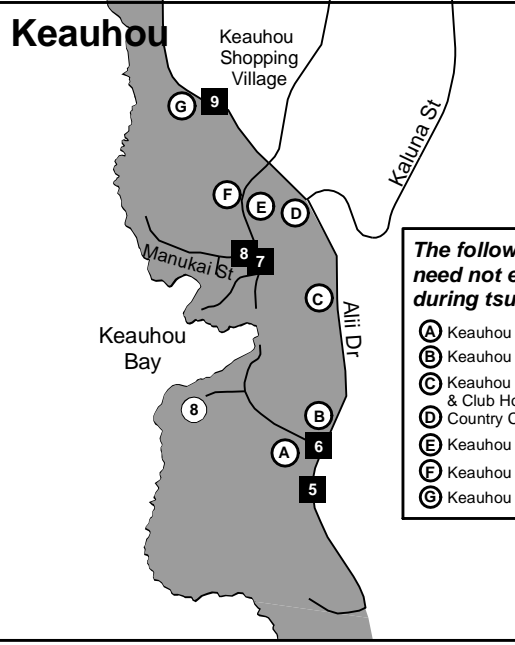 Keauhou
Keauhou
Shopping
Village
G
9
Kaluna St
F
E
D
8
7
Manukai St
C
Alii Dr
Keauhou
Bay
8
B
6
A
5
The follow
need not e
during tsu
A Keauhou
B Keauhou
C Keauhou
& Club Ho
D Country C
E Keauhou
F Keauhou
G Keauhou